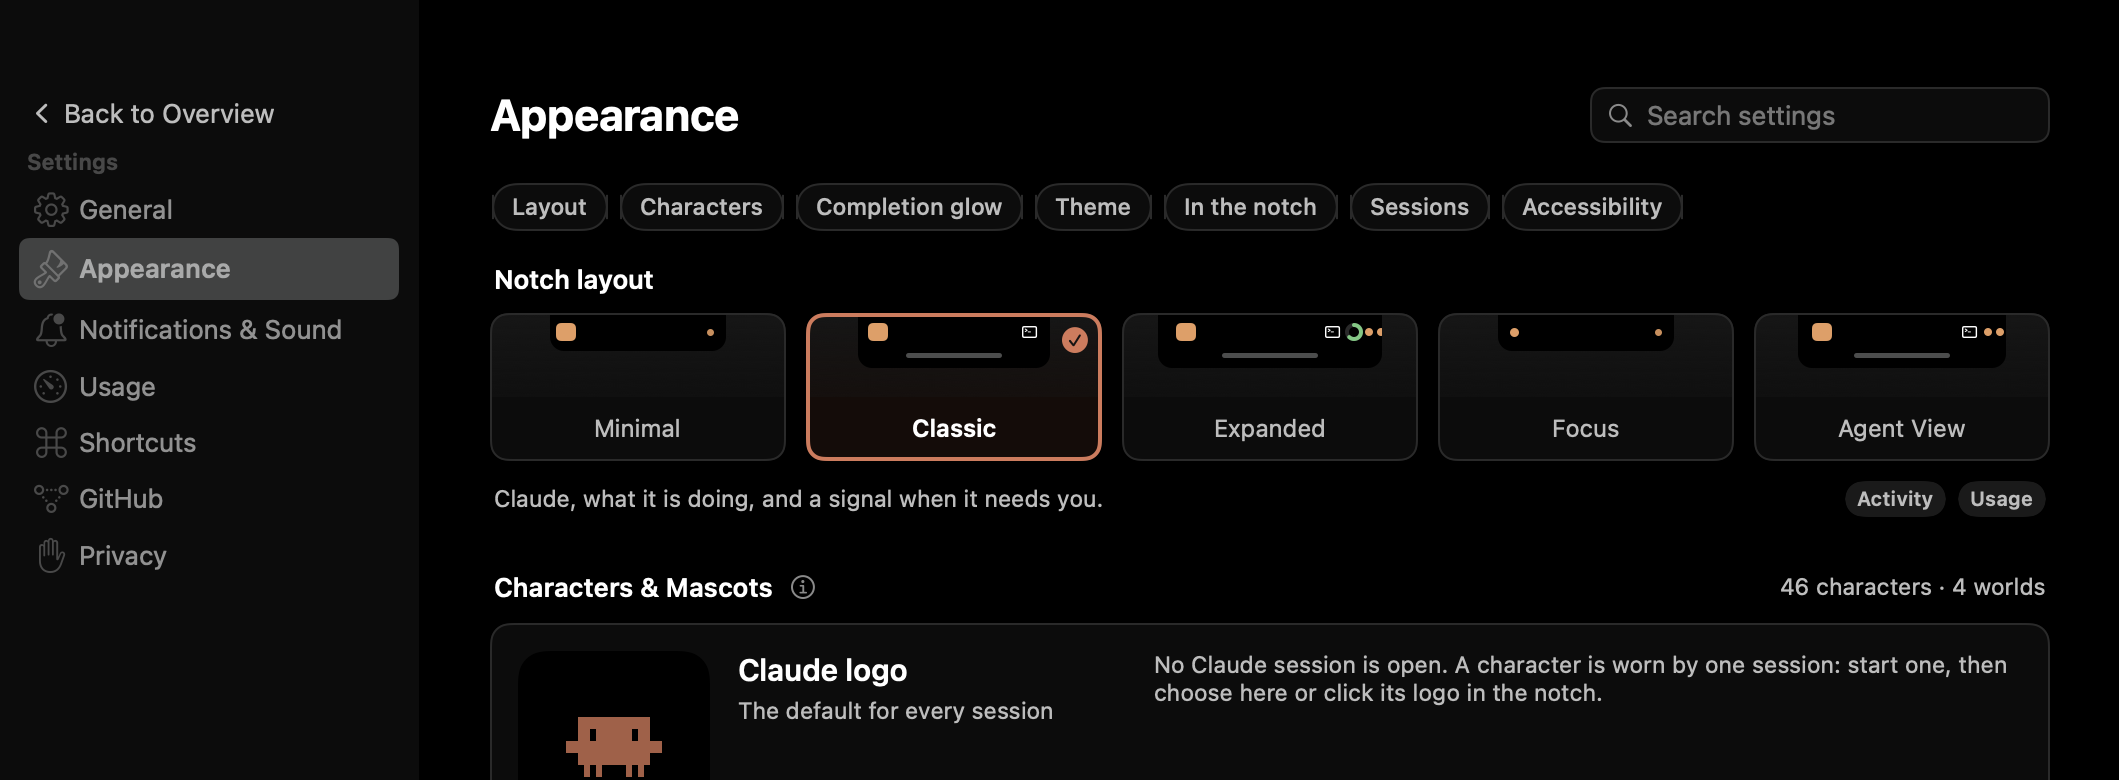 Back to Overview
Settings
General
Appearance
Notifications & Sound
Usage
Shortcuts
GitHub
Privacy
Appearance
Search settings
Layout
Characters
Completion glow
Theme
In the notch
Sessions
Accessibility
Notch layout
Minimal
Classic
Expanded
Focus
Agent View
Claude, what it is doing, and a signal when it needs you.
Activity
Usage
Characters & Mascots
46 characters · 4 worlds
Claude logo
The default for every session
No Claude session is open. A character is worn by one session: start one, then
choose here or click its logo in the notch.